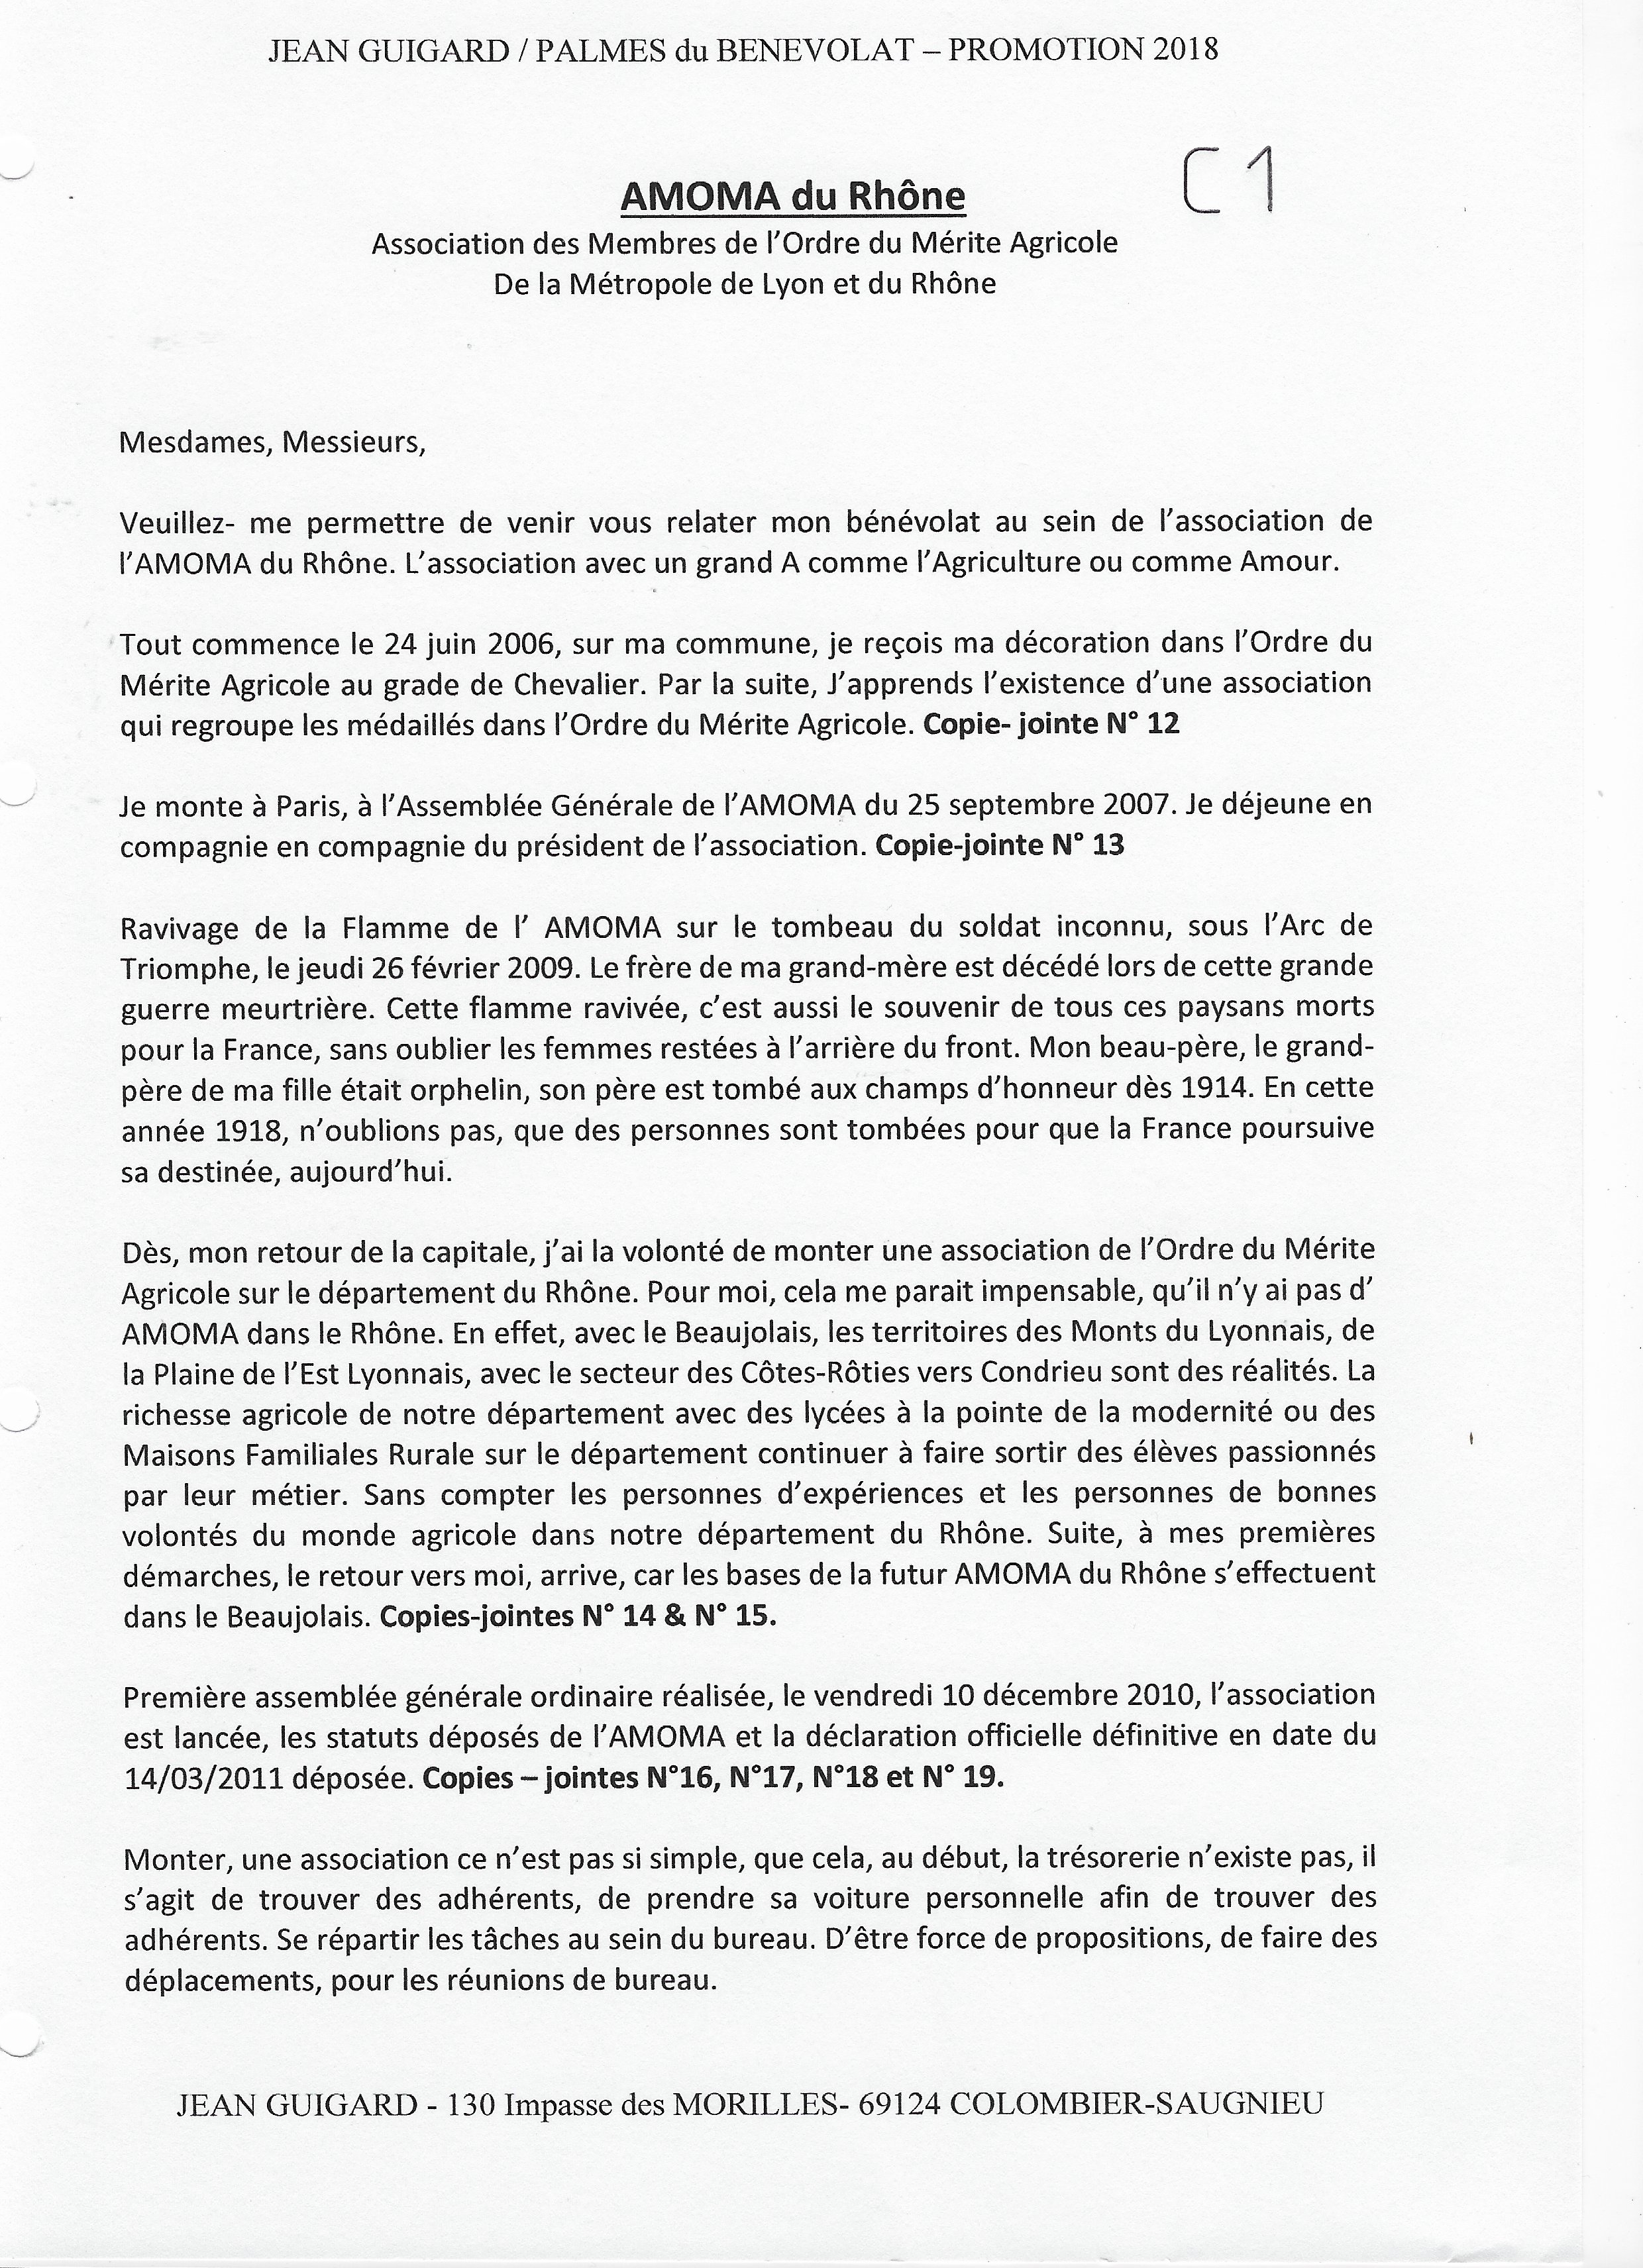 JEAN GUIGARD / PALMES du BENEVOLAT – PROMOTION 2018
C1
AMOMA du Rhône
Association des Membres de l'Ordre du Mérite Agricole
De la Métropole de Lyon et du Rhône
Mesdames, Messieurs,
Veuillez- me permettre de venir vous relater mon bénévolat au sein de l'association de
l'AMOMA du Rhône. L'association avec un grand A comme l'Agriculture ou comme Amour.
Tout commence le 24 juin 2006, sur ma commune, je reçois ma décoration dans l'Ordre du
Mérite Agricole au grade de Chevalier. Par la suite, J'apprends l'existence d'une association
qui regroupe les médaillés dans l'Ordre du Mérite Agricole. Copie- jointe N° 12
Je monte à Paris, à l'Assemblée Générale de l'AMOMA du 25 septembre 2007. Je déjeune en
compagnie en compagnie du président de l'association. Copie-jointe N° 13
Ravivage de la Flamme de l' AMOMA sur le tombeau du soldat inconnu, sous l'Arc de
Triomphe, le jeudi 26 février 2009. Le frère de ma grand-mère est décédé lors de cette grande
guerre meurtrière. Cette flamme ravivée, c'est aussi le souvenir de tous ces paysans morts
pour la France, sans oublier les femmes restées à l'arrière du front. Mon beau-père, le grand-
père de ma fille était orphelin, son père est tombé aux champs d'honneur dès 1914. En cette
année 1918, n'oublions pas, que des personnes sont tombées pour que la France poursuive
sa destinée, aujourd'hui.
Dès, mon retour de la capitale, j'ai la volonté de monter une association de l'Ordre du Mérite
Agricole sur le département du Rhône. Pour moi, cela me parait impensable, qu'il n'y ai pas d'
AMOMA dans le Rhône. En effet, avec le Beaujolais, les territoires des Monts du Lyonnais, de
la Plaine de l'Est Lyonnais, avec le secteur des Côtes-Rôties vers Condrieu sont des réalités. La
richesse agricole de notre département avec des lycées à la pointe de la modernité ou des
Maisons Familiales Rurale sur le département continuer à faire sortir des élèves passionnés
par leur métier. Sans compter les personnes d'expériences et les personnes de bonnes
volontés du monde agricole dans notre département du Rhône. Suite, à mes premières
démarches, le retour vers moi, arrive, car les bases de la futur AMOMA du Rhône s'effectuent
dans le Beaujolais. Copies-jointes N° 14 & N° 15.
Première assemblée générale ordinaire réalisée, le vendredi 10 décembre 2010, l'association
est lancée, les statuts déposés de l'AMOMA et la déclaration officielle définitive en date du
14/03/2011 déposée. Copies – jointes N°16, N°17, N°18 et N° 19.
Monter, une association ce n'est pas si simple, que cela, au début, la trésorerie n'existe pas, il
s'agit de trouver des adhérents, de prendre sa voiture personnelle afin de trouver des
adhérents. Se répartir les tâches au sein du bureau. D'être force de propositions, de faire des
déplacements, pour les réunions de bureau.
JEAN GUIGARD - 130 Impasse des MORILLES- 69124 COLOMBIER-SAUGNIEU